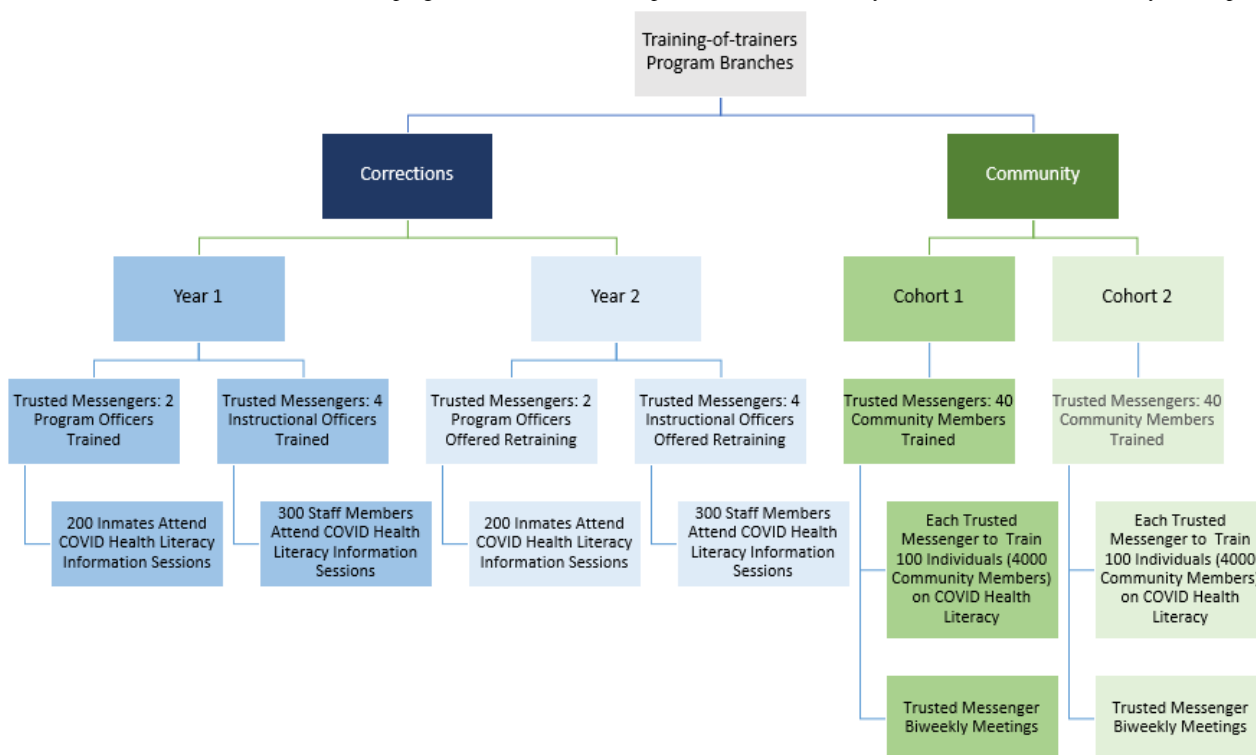 Training-of-trainers
Program Branches
Corrections
Community
Year 1
Year 2
Cohort 1
Cohort 2
Trusted Messengers: 2
Program Officers
Trained
Trusted Messengers: 4
Instructional Officers
Trained
Trusted Messengers: 2
Program Officers
Offered Retraining
Trusted Messengers: 4
Instructional Officers
Offered Retraining
Trusted Messengers: 40
Community Members
Trained
Trusted Messengers: 40
Community Members
Trained
200 Inmates Attend
COVID Health Literacy
Information Sessions
300 Staff Members
Attend COVID Health
Literacy Information
Sessions
200 Inmates Attend
COVID Health Literacy
Information Sessions
300 Staff Members
Attend COVID Health
Literacy Information
Sessions
Each Trusted
Messenger to Train
100 Individuals (4000
Community Members)
on COVID Health
Literacy
Each Trusted
Messenger to Train
100 Individuals (4000
Community Members)
on COVID Health
Literacy
Trusted Messenger
Biweekly Meetings
Trusted Messenger
Biweekly Meetings